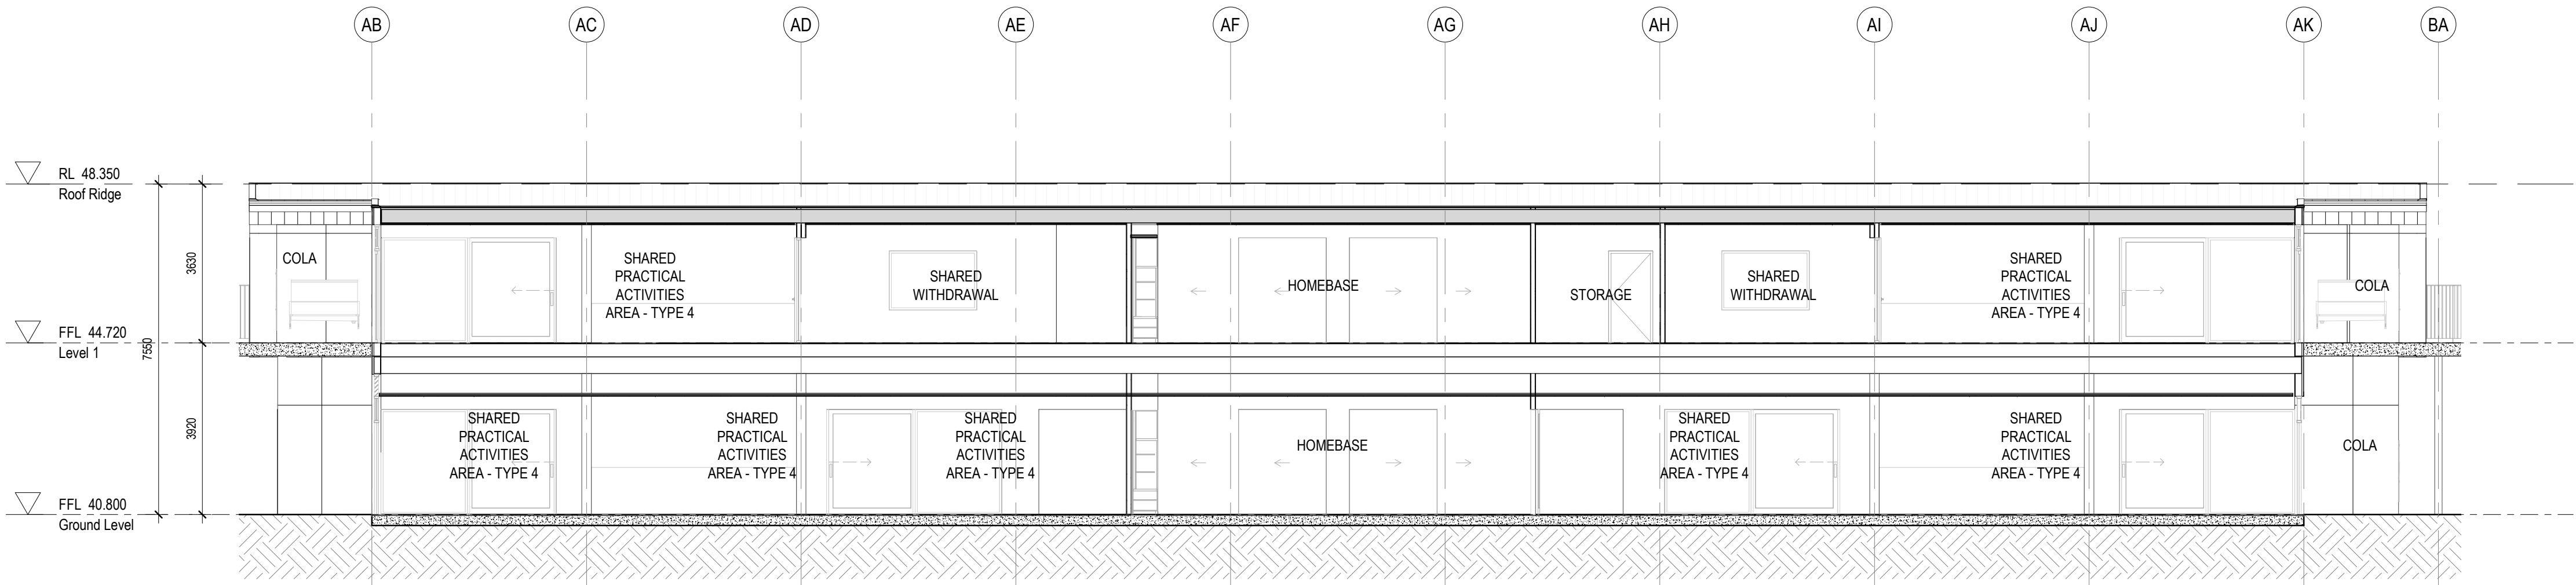 AB
AC
AD
AE
AF
AG
AH
AI
AJ
AK
BA
RL 48.350
Roof Ridge
3630
COLA
SHARED
PRACTICAL
ACTIVITIES
AREA - TYPE 4
SHARED
WITHDRAWAL
HOMEBASE
STORAGE
SHARED
WITHDRAWAL
SHARED
PRACTICAL
ACTIVITIES
AREA - TYPE 4
COLA
FFL 44.720
Level 1
7550
3920
SHARED
PRACTICAL
ACTIVITIES
AREA - TYPE 4
SHARED
PRACTICAL
ACTIVITIES
AREA - TYPE 4
SHARED
PRACTICAL
ACTIVITIES
AREA - TYPE 4
HOMEBASE
SHARED
PRACTICAL
ACTIVITIES
AREA - TYPE 4
SHARED
PRACTICAL
ACTIVITIES
AREA - TYPE 4
COLA
FFL 40.800
Ground Level